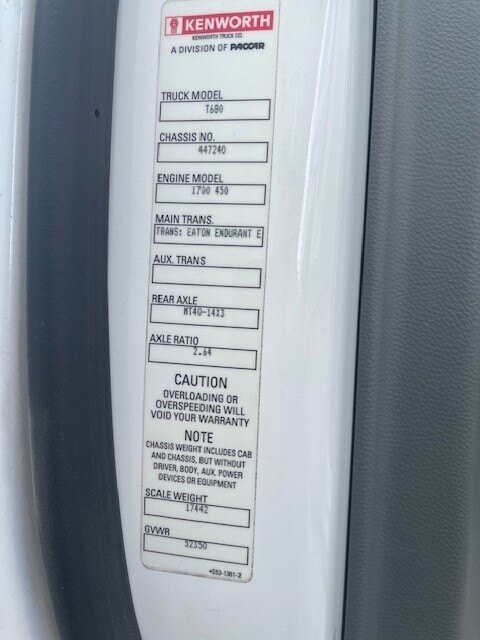 KENWORTH
KENWORTH TRUCK CO.
A DIVISION OF PACCAR
TRUCK MODEL
T680
CHASSIS NO.
447240
ENGINE MODEL
1700 450
MAIN TRANS.
TRANS: EATON ENDURANT E
AUX. TRANS
REAR AXLE
MT40-14X3
AXLE RATIO
2.64
CAUTION
OVERLOADING OR
OVERSPEEDING WILL
VOID YOUR WARRANTY
NOTE
CHASSIS WEIGHT INCLUDES CAB
AND CHASSIS, BUT WITHOUT
DRIVER, BODY, AUX. POWER
DEVICES OR EQUIPMENT
SCALE WEIGHT
17442
GVWR
52350